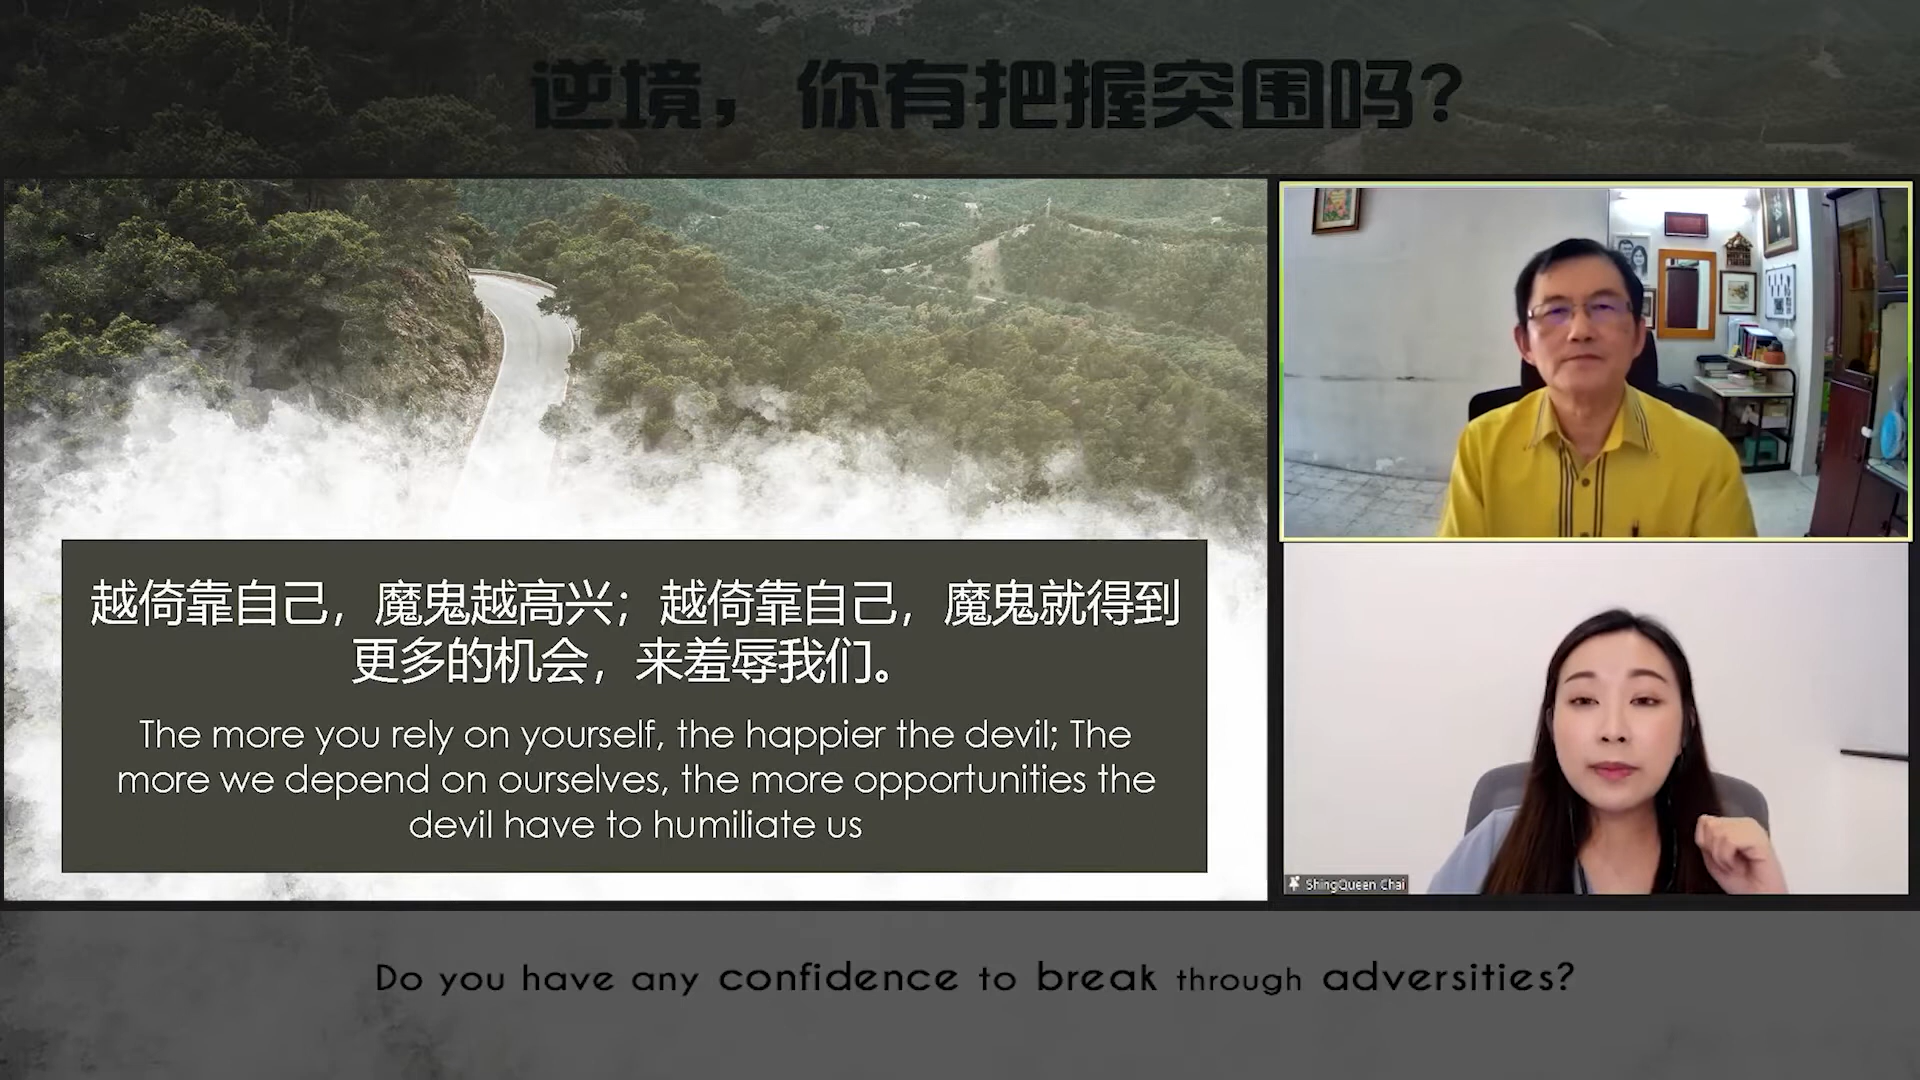 逆境，你有把握突围吗？
越倚靠自己，魔鬼越高兴；越倚靠自己，魔鬼就得到
更多的机会，来羞辱我们。
The more you rely on yourself, the happier the devil; The
more we depend on ourselves, the more opportunities the
devil have to humiliate us
ShingQueen Chai
Do you have any confidence to break through adversities?